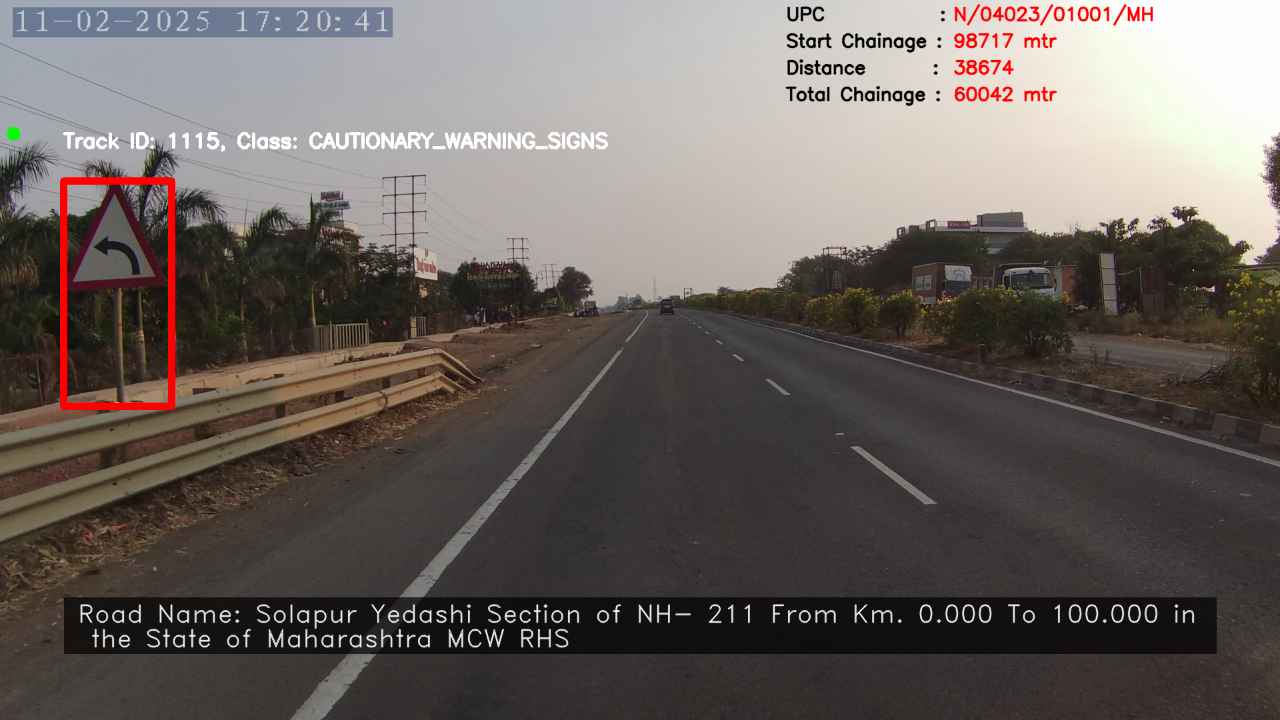 11-02-2025 17:20:41
UPC : N/04023/01001/MH
Start Chainage : 98717 mtr
Distance : 38674
Total Chainage : 60042 mtr
Track ID: 1115, Class: CAUTIONARY_WARNING_SIGNS
Road Name: Solapur Yedashi Section of NH- 211 From Km. 0.000 To 100.000 in
the State of Maharashtra MCW RHS